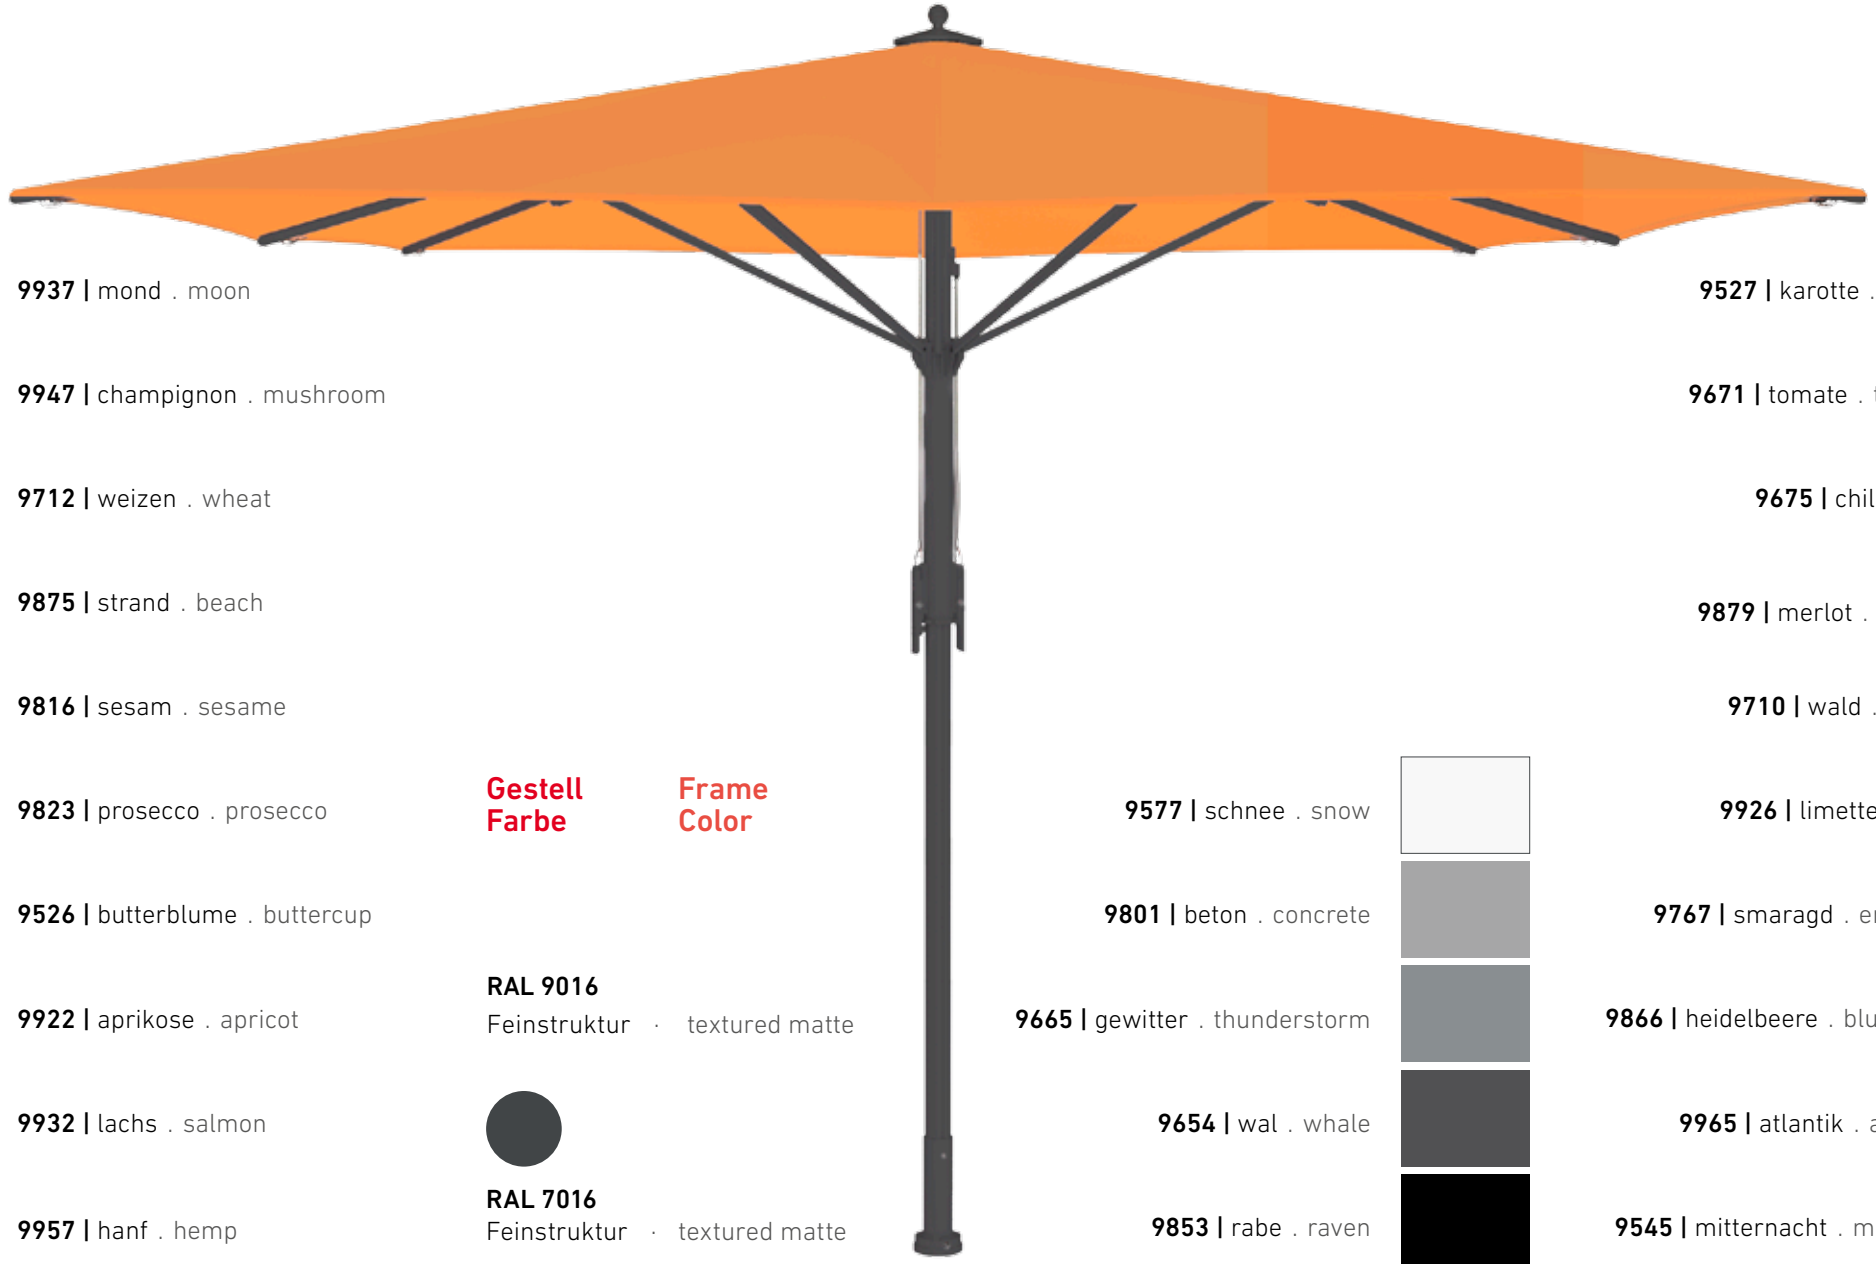 9937 | mond . moon
9947 | champignon . mushroom
9712 | weizen . wheat
9875 | strand . beach
9816 | sesam . sesame
9823 | prosecco . prosecco
9526 | butterblume . buttercup
9922 | aprikose . apricot
9932 | lachs . salmon
9957 | hanf . hemp
Gestell
Farbe
Frame
Color
RAL 9016
Feinstruktur · textured matte
RAL 7016
Feinstruktur · textured matte
9577 | schnee . snow
9801 | beton . concrete
9665 | gewitter . thunderstorm
9654 | wal . whale
9853 | rabe . raven
9527 | karotte .
9671 | tomate .
9675 |
9879 | merlot .
9710 | wald .
9926 | limette
9767 | smaragd .
9866 | heidelbeere .
9965 | atlantik .
9545 | mitternacht .